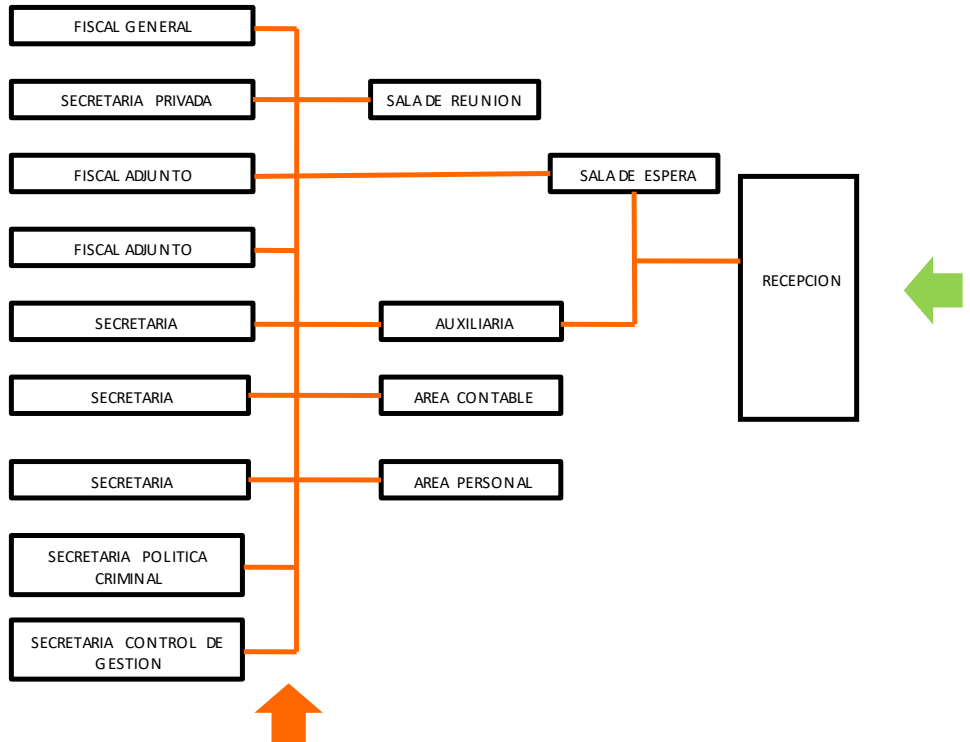 FISCAL GENERAL
SECRETARIA PRIVADA
SALA DE REUNION
FISCAL ADJUNTO
SALA DE ESPERA
FISCAL ADJUNTO
RECEPCION
SECRETARIA
AUXILIARIA
SECRETARIA
AREA CONTABLE
SECRETARIA
AREA PERSONAL
SECRETARIA POLITICA
CRIMINAL
SECRETARIA CONTROL DE
GESTION